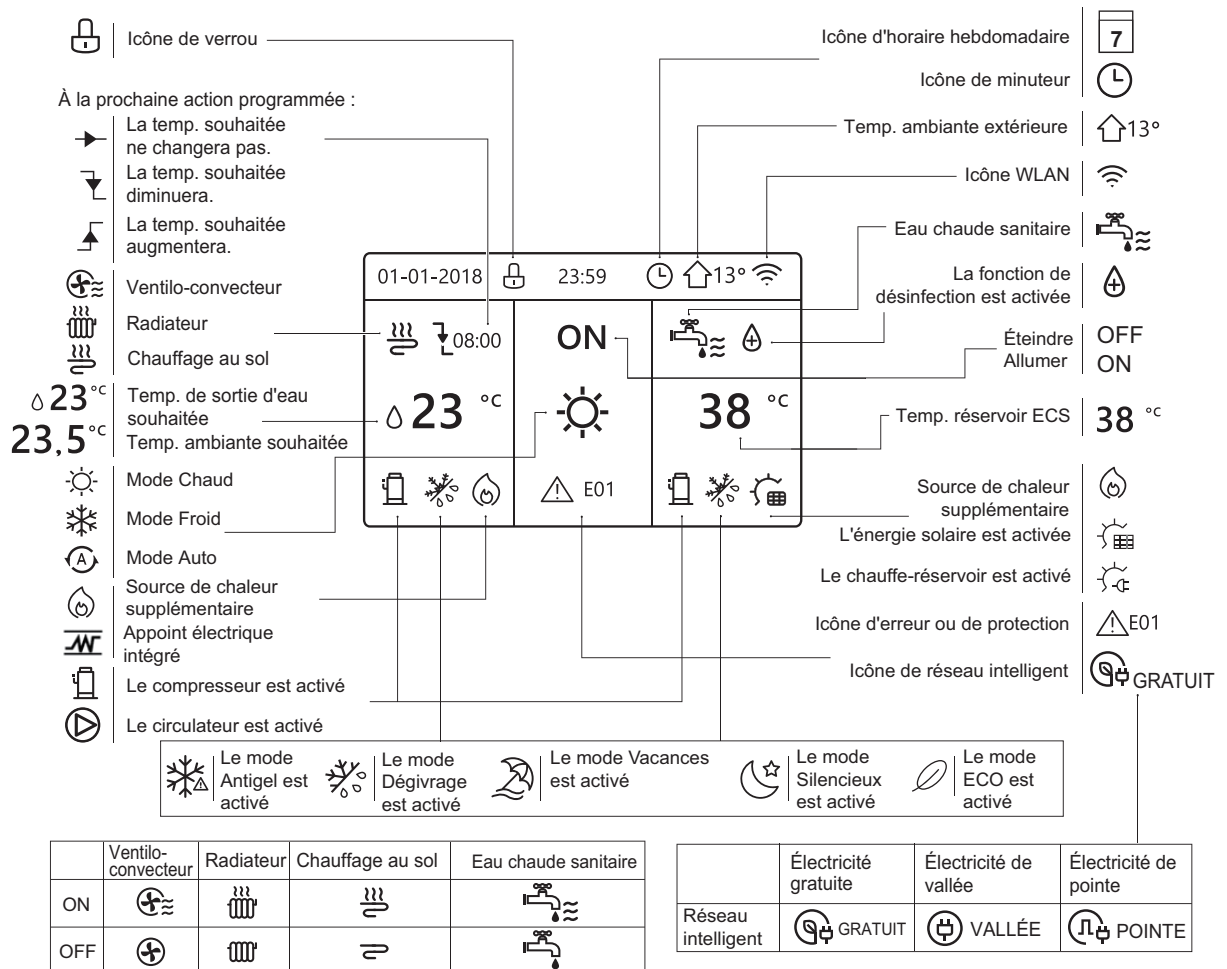 Icône de verrou
À la prochaine action programmée :
La temp. souhaitée
ne changera pas.
La temp. souhaitée
diminuera.
La temp. souhaitée
augmentera.
Ventilo-convecteur
Radiateur
Chauffage au sol
23°c
Temp. de sortie d'eau
souhaitée
23,5°c
Temp. ambiante souhaitée
Mode Chaud
Mode Froid
A
Mode Auto
Source de chaleur
supplémentaire
Appoint électrique
intégré
Le compresseur est activé
Le circulateur est activé
01-01-2018
23:59
13°
08:00
ON
23 °c
38 °c
E01
Icône d'horaire hebdomadaire
7
Icône de minuteur
Temp. ambiante extérieure
13°
Icône WLAN
Eau chaude sanitaire
La fonction de
désinfection est activée
Éteindre
OFF
Allumer
ON
Temp. réservoir ECS
38 °c
Source de chaleur
supplémentaire
L'énergie solaire est activée
Le chauffe-réservoir est activé
Icône d'erreur ou de protection
E01
Icône de réseau intelligent
GRATUIT
Le mode
Antigel est
activé
Le mode
Dégivrage
est activé
Le mode Vacances
est activé
Le mode
Silencieux
est activé
Le mode
ECO est
activé
Ventilo-
convecteur
Radiateur
Chauffage au sol
Eau chaude sanitaire
ON
OFF
Électricité
gratuite
Électricité de
vallée
Électricité de
pointe
Réseau
intelligent
GRATUIT
VALLÉE
POINTE